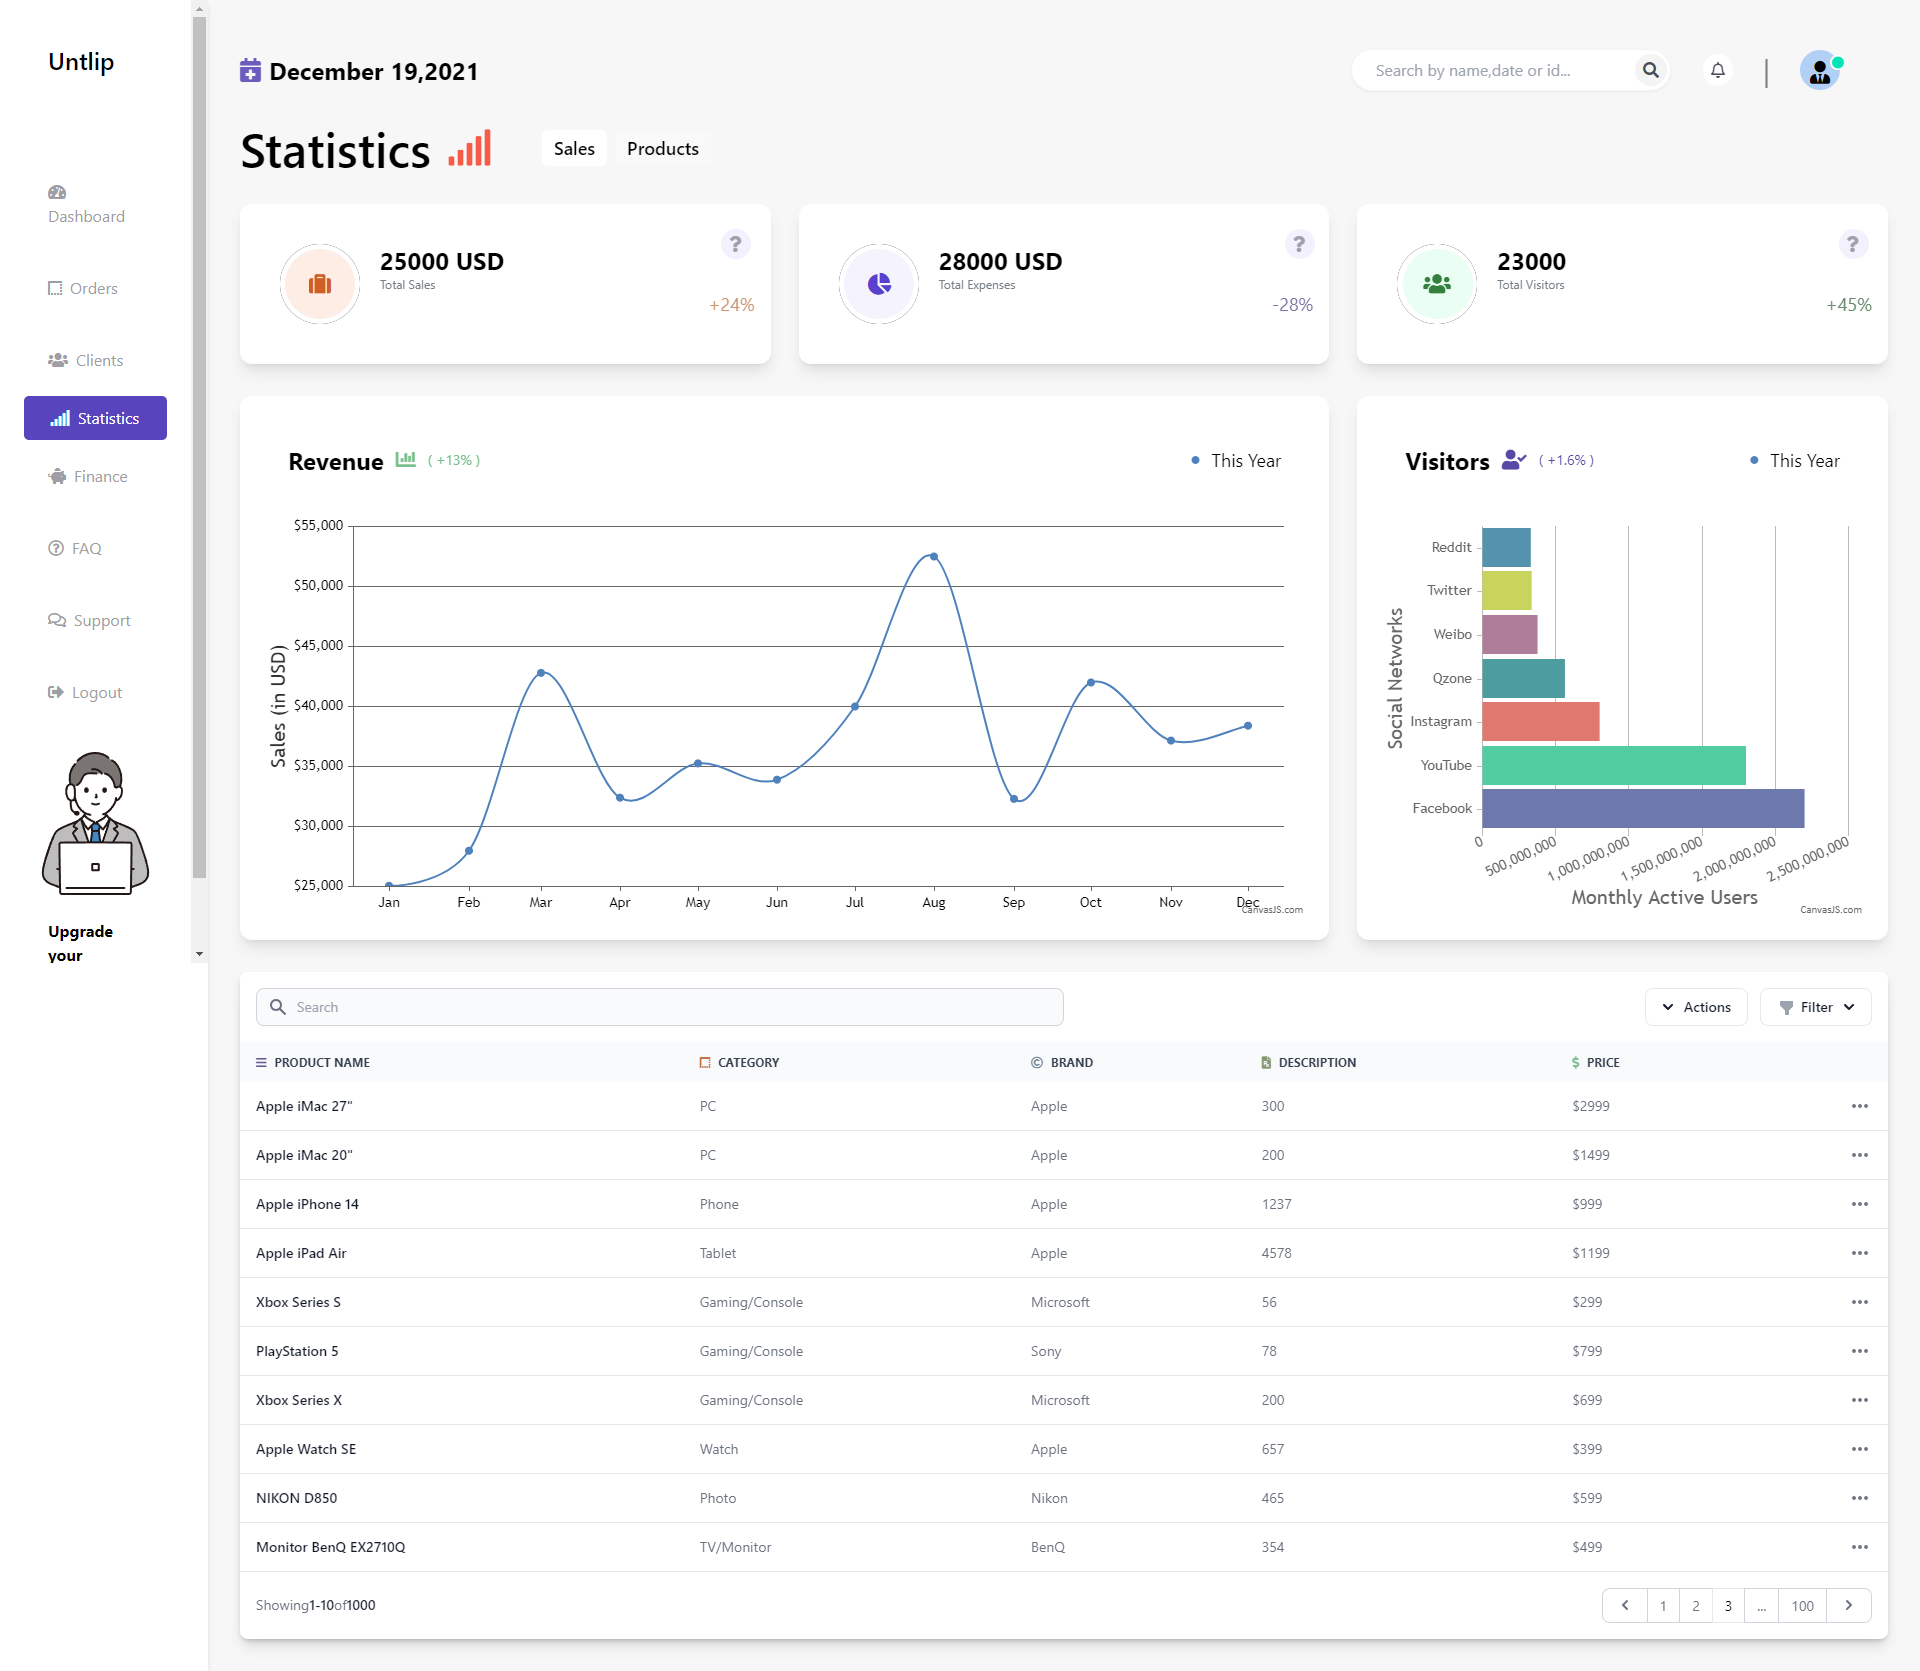 Untlip
Dashboard
Orders
Clients
Statistics
Finance
FAQ
Support
Logout
Upgrade
your
December 19,2021
Search by name,date or id...
Statistics
Sales
Products
25000 USD
Total Sales
?
+24%
28000 USD
Total Expenses
?
-28%
23000
Total Visitors
?
+45%
Revenue ( +13% )
This Year
Sales (in USD)
$55,000
$50,000
$45,000
$40,000
$35,000
$30,000
$25,000
Jan Feb Mar Apr May Jun Jul Aug Sep Oct Nov Dec
CanvasJS.com
Visitors ( +1.6% )
This Year
Social Networks
Reddit
Twitter
Weibo
Qzone
Instagram
YouTube
Facebook
0 500,000,000 1,000,000,000 1,500,000,000 2,000,000,000 2,500,000,000
Monthly Active Users
CanvasJS.com
Search
Actions
Filter
PRODUCT NAME CATEGORY BRAND DESCRIPTION $ PRICE
Apple iMac 27" PC Apple 300 $2999
Apple iMac 20" PC Apple 200 $1499
Apple iPhone 14 Phone Apple 1237 $999
Apple iPad Air Tablet Apple 4578 $1199
Xbox Series S Gaming/Console Microsoft 56 $299
PlayStation 5 Gaming/Console Sony 78 $799
Xbox Series X Gaming/Console Microsoft 200 $699
Apple Watch SE Watch Apple 657 $399
NIKON D850 Photo Nikon 465 $599
Monitor BenQ EX2710Q TV/Monitor BenQ 354 $499
Showing1-10of1000
1 2 3 ... 100